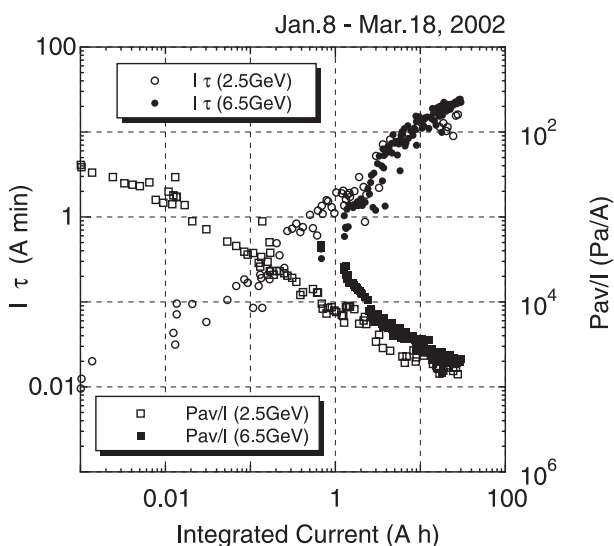 Jan.8 - Mar.18, 2002
100
I τ (2.5GeV)
I τ (6.5GeV)
10²
1
10⁴
0.01
Pav/I (2.5GeV)
Pav/I (6.5GeV)
10⁶
0.01
1
100
I τ (A min)
Pav/I (Pa/A)
Integrated Current (A h)